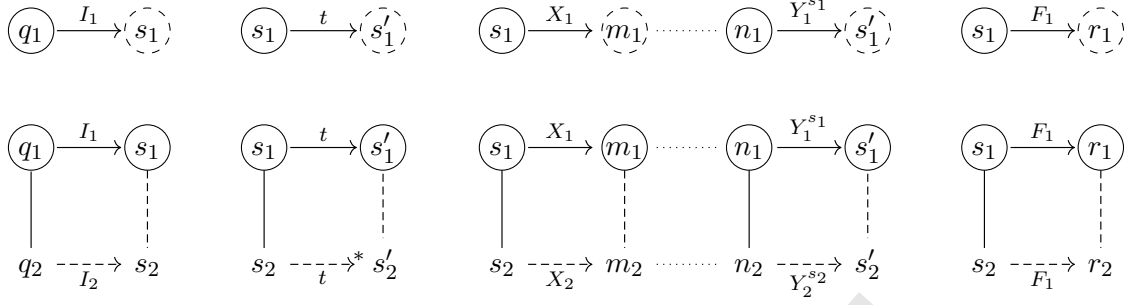 I₁ t X₁ Y₁^{s₁} F₁
q₁ s₁ s₁ s₁′ s₁ m₁ n₁ s₁′ s₁ r₁
I₁ t X₁ Y₁^{s₁} F₁
q₁ s₁ s₁ s₁′ s₁ m₁ n₁ s₁′ s₁ r₁
q₂ s₂ s₂ * s₂′ s₂ m₂ n₂ s₂′ s₂ r₂
I₂ t X₂ Y₂^{s₂} F₁